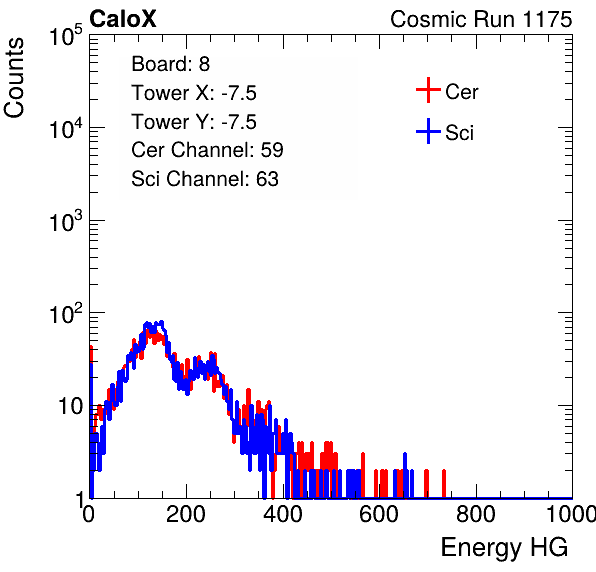 CaloX
Cosmic Run 1175
Counts
10^5
10^4
10^3
10^2
10
1
Board: 8
Tower X: -7.5
Tower Y: -7.5
Cer Channel: 59
Sci Channel: 63
Cer
Sci
0 200 400 600 800 1000
Energy HG